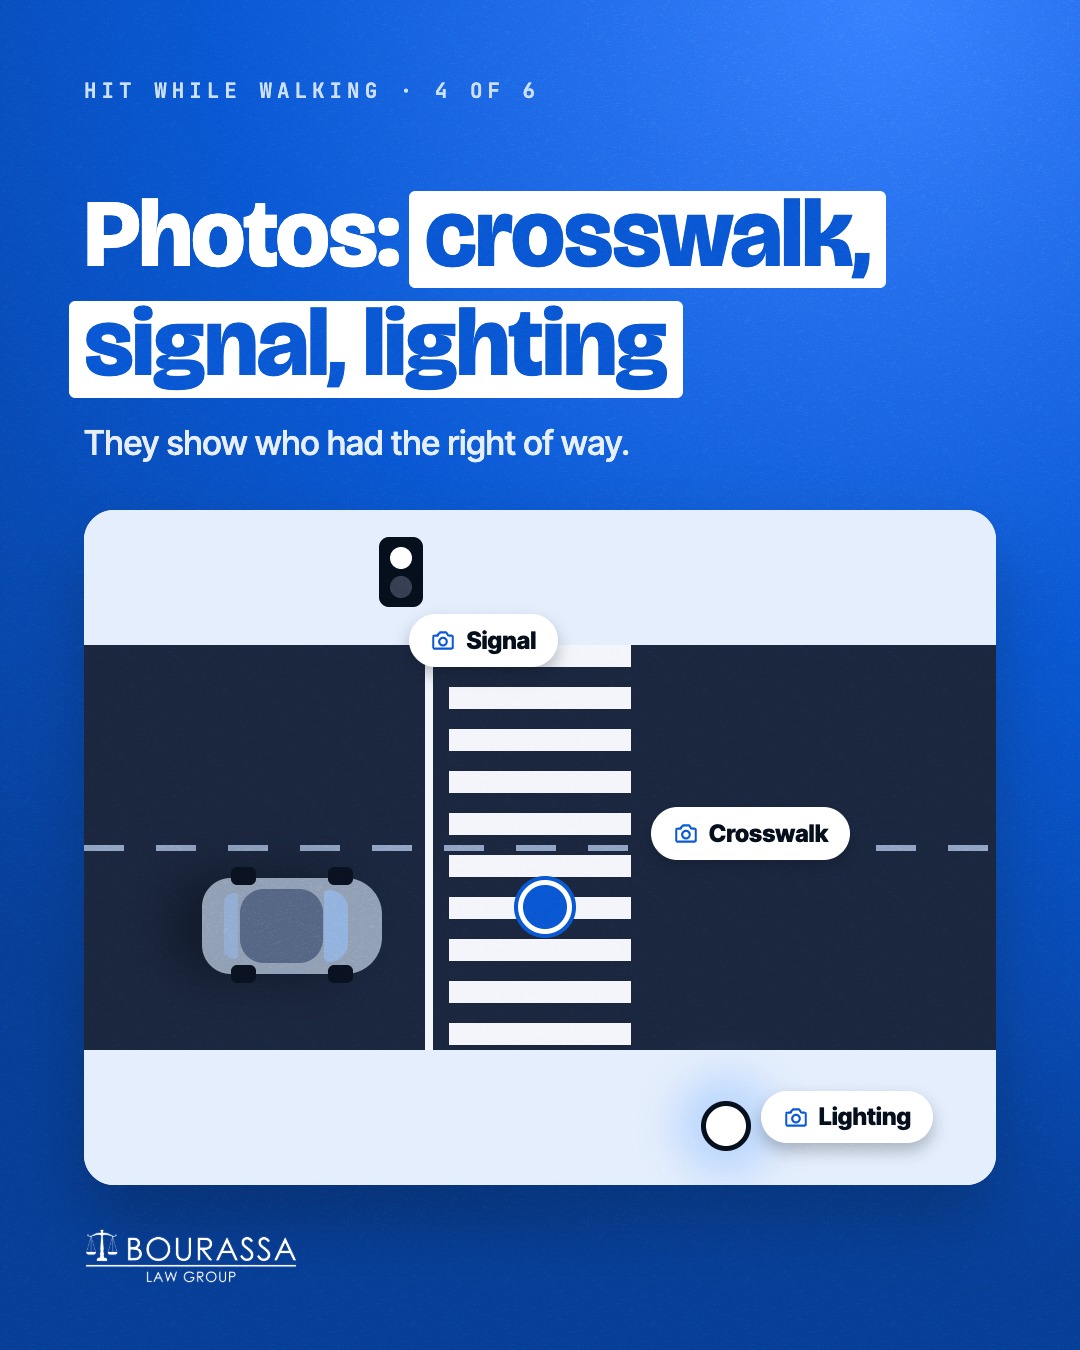 HIT WHILE WALKING · 4 OF 6
Photos: crosswalk,
signal, lighting
They show who had the right of way.
Signal
Crosswalk
Lighting
BOURASSA
LAW GROUP